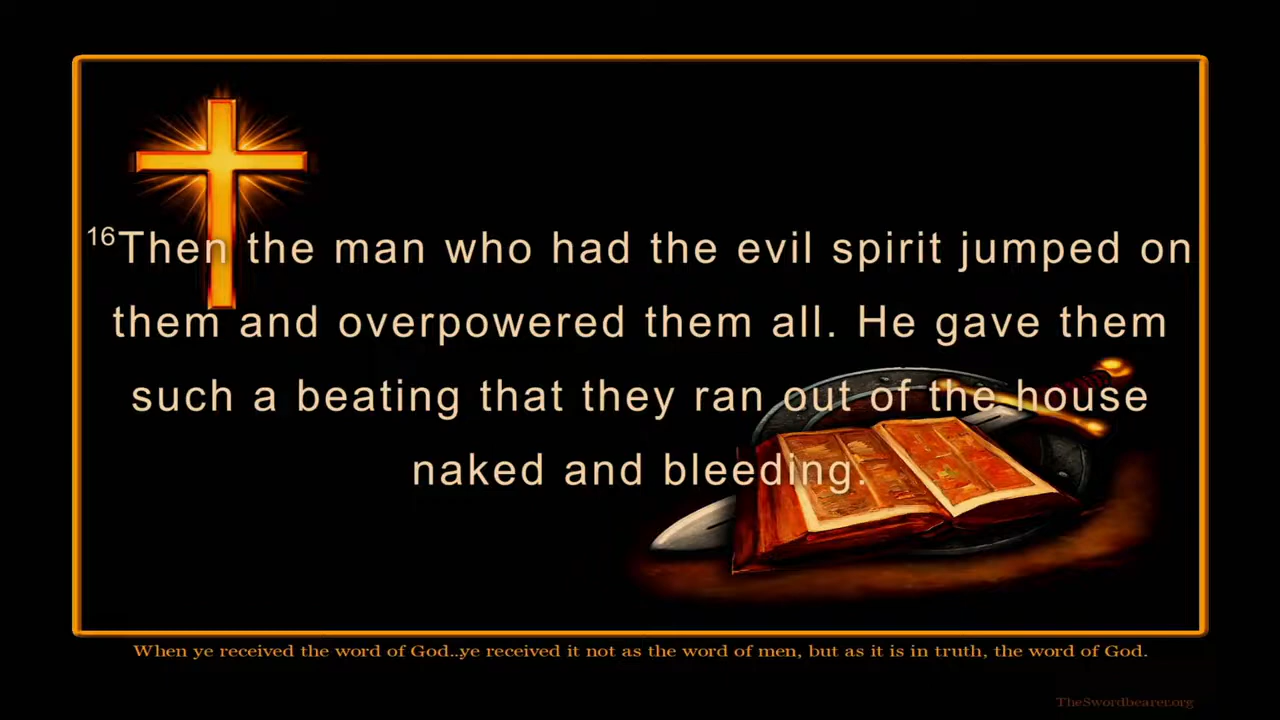 16Then the man who had the evil spirit jumped on
them and overpowered them all. He gave them
such a beating that they ran out of the house
naked and bleeding.
When ye received the word of God..ye received it not as the word of men, but as it is in truth, the word of God.
TheSwordbearer.org